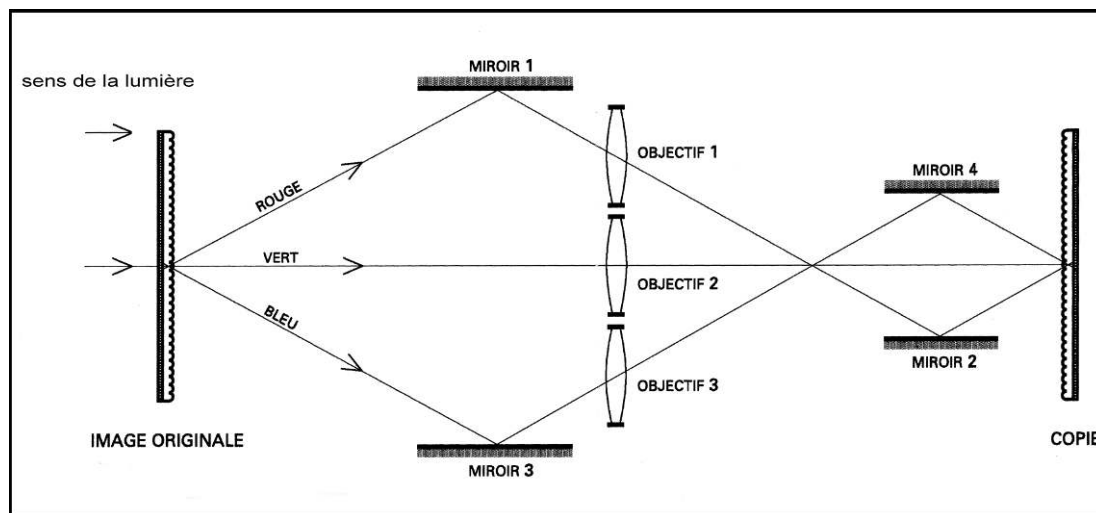 sens de la lumière
MIROIR 1
OBJECTIF 1
ROUGE
MIROIR 4
VERT
OBJECTIF 2
BLEU
MIROIR 2
OBJECTIF 3
IMAGE ORIGINALE
COPIE
MIROIR 3